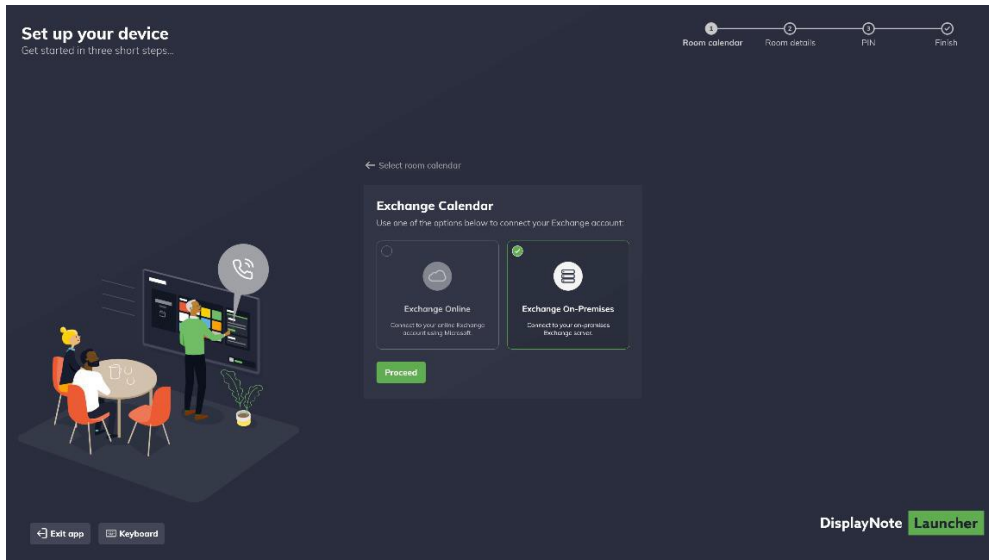 Set up your device
Get started in three short steps...
1 2 3
Room calendar Room details PIN Finish
Select room calendar
Exchange Calendar
Use one of the options below to connect your Exchange account:
Exchange Online
Connect to your online Exchange
account using Microsoft.
Exchange On-Premises
Connect to your on-premises
Exchange server.
Proceed
Exit app
Keyboard
DisplayNote Launcher